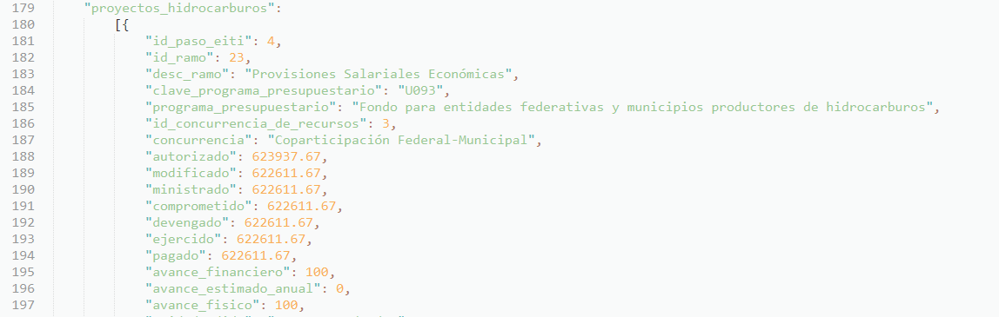 179 "proyectos_hidrocarburos":
180 [{
181 "id_paso_eiti": 4,
182 "id_ramo": 23,
183 "desc_ramo": "Provisiones Salariales Económicas",
184 "clave_programa_presupuestario": "U093",
185 "programa_presupuestario": "Fondo para entidades federativas y municipios productores de hidrocarburos",
186 "id_concurrencia_de_recursos": 3,
187 "concurrencia": "Coparticipación Federal-Municipal",
188 "autorizado": 623937.67,
189 "modificado": 622611.67,
190 "ministrado": 622611.67,
191 "comprometido": 622611.67,
192 "devengado": 622611.67,
193 "ejercido": 622611.67,
194 "pagado": 622611.67,
195 "avance_financiero": 100,
196 "avance_estimado_anual": 0,
197 "avance_fisico": 100,